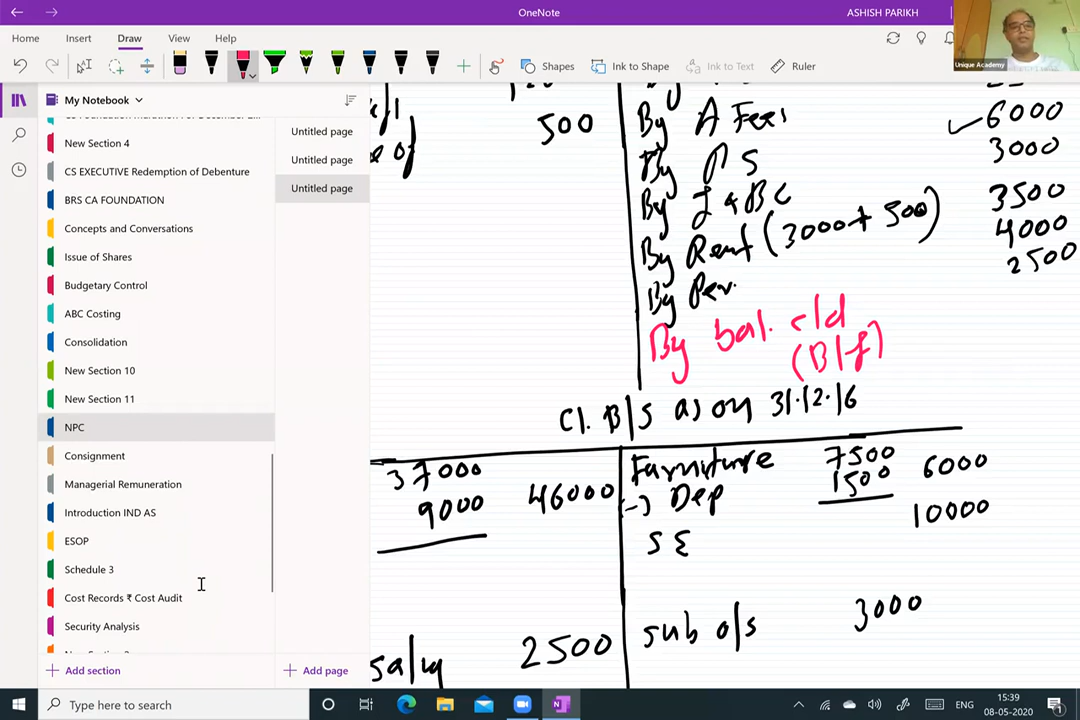 OneNote
ASHISH PARIKH
Unique Academy
Home
Insert
Draw
View
Help
Shapes
Ink to Shape
Ink to Text
Ruler
My Notebook
New Section 4
CS EXECUTIVE Redemption of Debenture
BRS CA FOUNDATION
Concepts and Conversations
Issue of Shares
Budgetary Control
ABC Costing
Consolidation
New Section 10
New Section 11
NPC
Consignment
Managerial Remuneration
Introduction IND AS
ESOP
Schedule 3
Cost Records ₹ Cost Audit
Security Analysis
Add section
Untitled page
Untitled page
Untitled page
Add page
500
By A Fees 6000
By P S 3000
By I & BC 3500
By Rent (3000 + 500) 4000
By Per. 2500
By bal. c/d
(B/f)
Cl. B/S as on 31.12.16
37000 Furniture 7500
9000 46000 (-) Dep 1500 6000
S E 10000
Sub o/s 3000
2500
Type here to search
ENG
15:39
08-05-2020